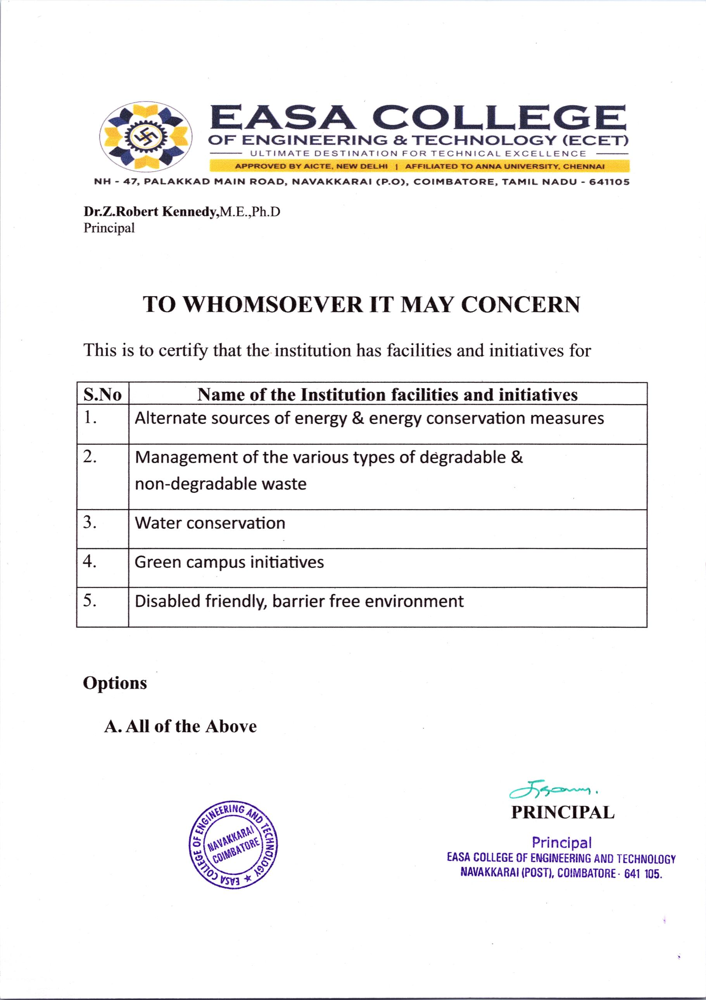 EASA COLLEGE
OF ENGINEERING & TECHNOLOGY (ECET)
ULTIMATE DESTINATION FOR TECHNICAL EXCELLENCE
APPROVED BY AICTE, NEW DELHI | AFFILIATED TO ANNA UNIVERSITY, CHENNAI
NH - 47, PALAKKAD MAIN ROAD, NAVAKKARAI (P.O), COIMBATORE, TAMIL NADU - 641105
Dr.Z.Robert Kennedy,M.E.,Ph.D
Principal
TO WHOMSOEVER IT MAY CONCERN
This is to certify that the institution has facilities and initiatives for
S.No Name of the Institution facilities and initiatives
1. Alternate sources of energy & energy conservation measures
2. Management of the various types of degradable &
non-degradable waste
3. Water conservation
4. Green campus initiatives
5. Disabled friendly, barrier free environment
Options
A. All of the Above
EASA COLLEGE OF ENGINEERING AND TECHNOLOGY ★
NAVAKKARAI
COIMBATORE
PRINCIPAL
Principal
EASA COLLEGE OF ENGINEERING AND TECHNOLOGY
NAVAKKARAI (POST), COIMBATORE - 641 105.